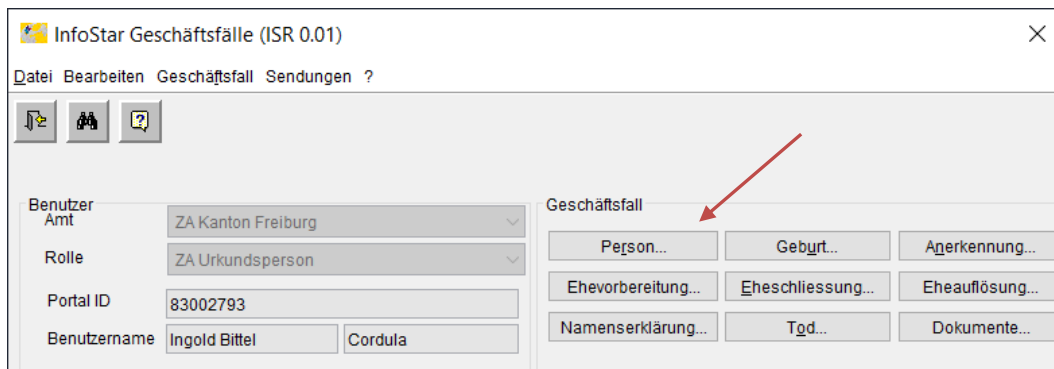 InfoStar Geschäftsfälle (ISR 0.01)
Datei Bearbeiten Geschäftsfall Sendungen ?
Benutzer
Amt ZA Kanton Freiburg
Rolle ZA Urkundsperson
Portal ID 83002793
Benutzername Ingold Bittel Cordula
Geschäftsfall
Person... Geburt... Anerkennung...
Ehevorbereitung... Eheschliessung... Eheauflösung...
Namenserklärung... Tod... Dokumente...